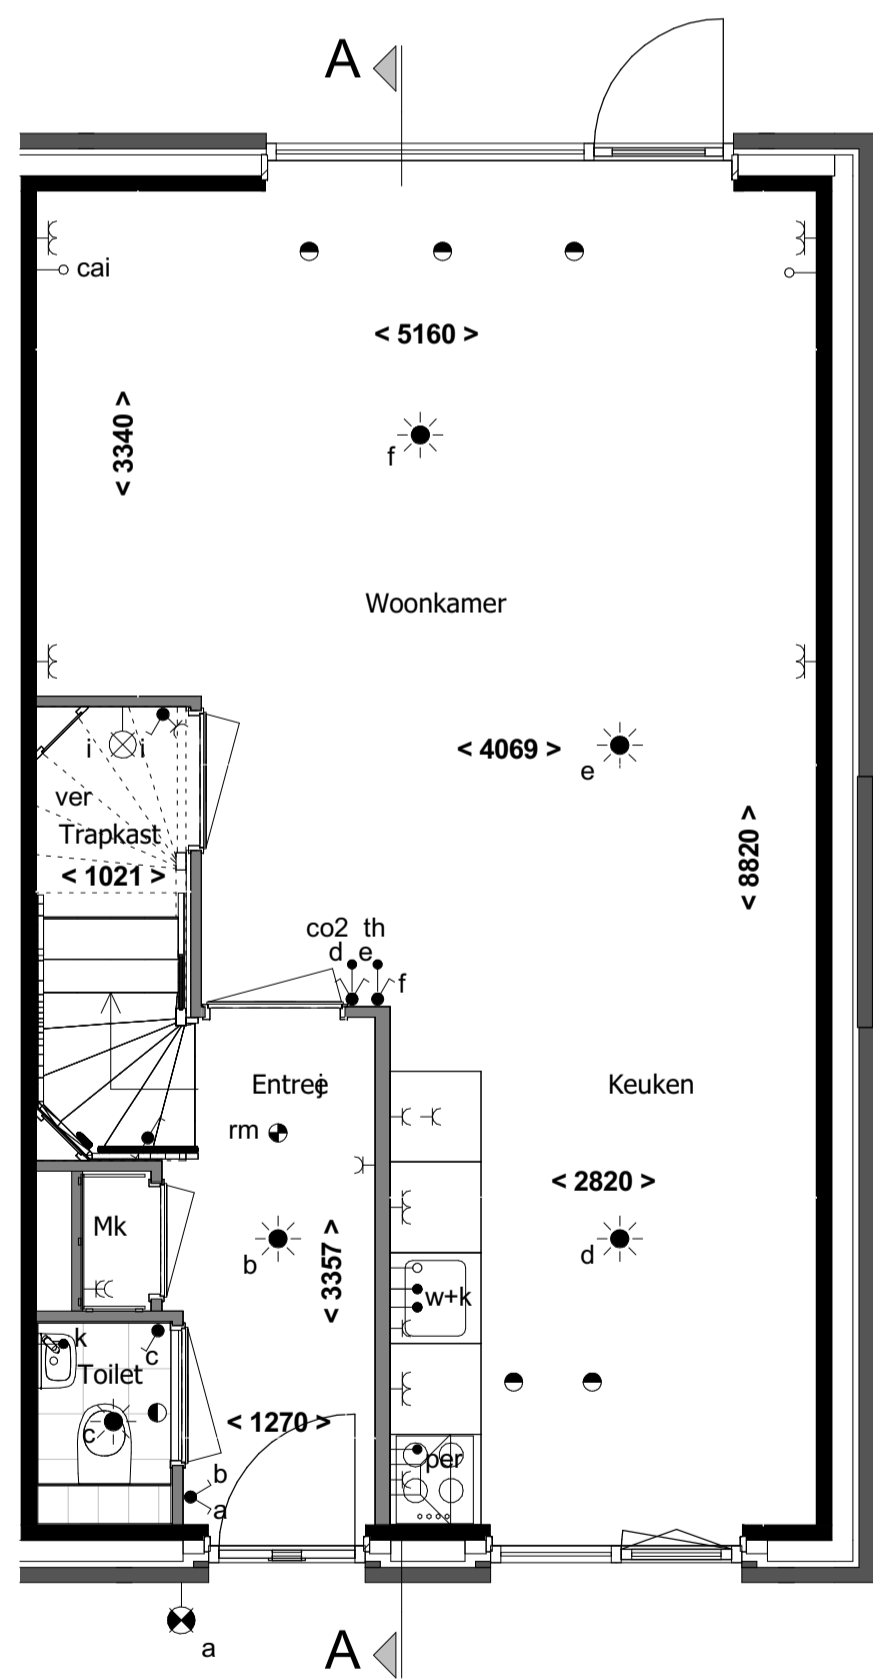 A
cai
< 5160 >
< 3340 >
f
Woonkamer
i i
< 4069 >
e
ver
Trapkast
< 1021 >
< 8820 >
co2 th
d e
f
Entree
j
Keuken
rm
< 2820 >
Mk
b
< 3357 >
d
w+k
k
c
Toilet
c
< 1270 >
per
b
a
a
A